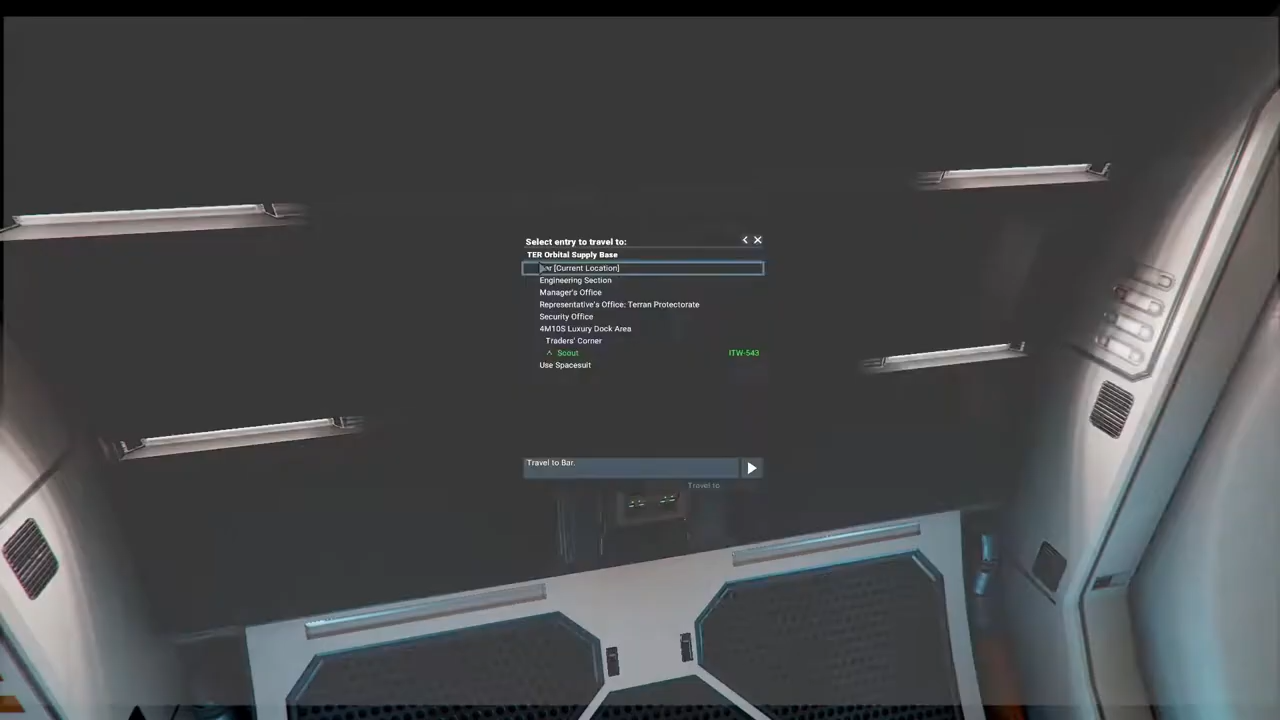 Select entry to travel to:
TER Orbital Supply Base
Bar [Current Location]
Engineering Section
Manager's Office
Representative's Office: Terran Protectorate
Security Office
4M10S Luxury Dock Area
Traders' Corner
Scout ITW-543
Use Spacesuit
Travel to Bar.
Travel to